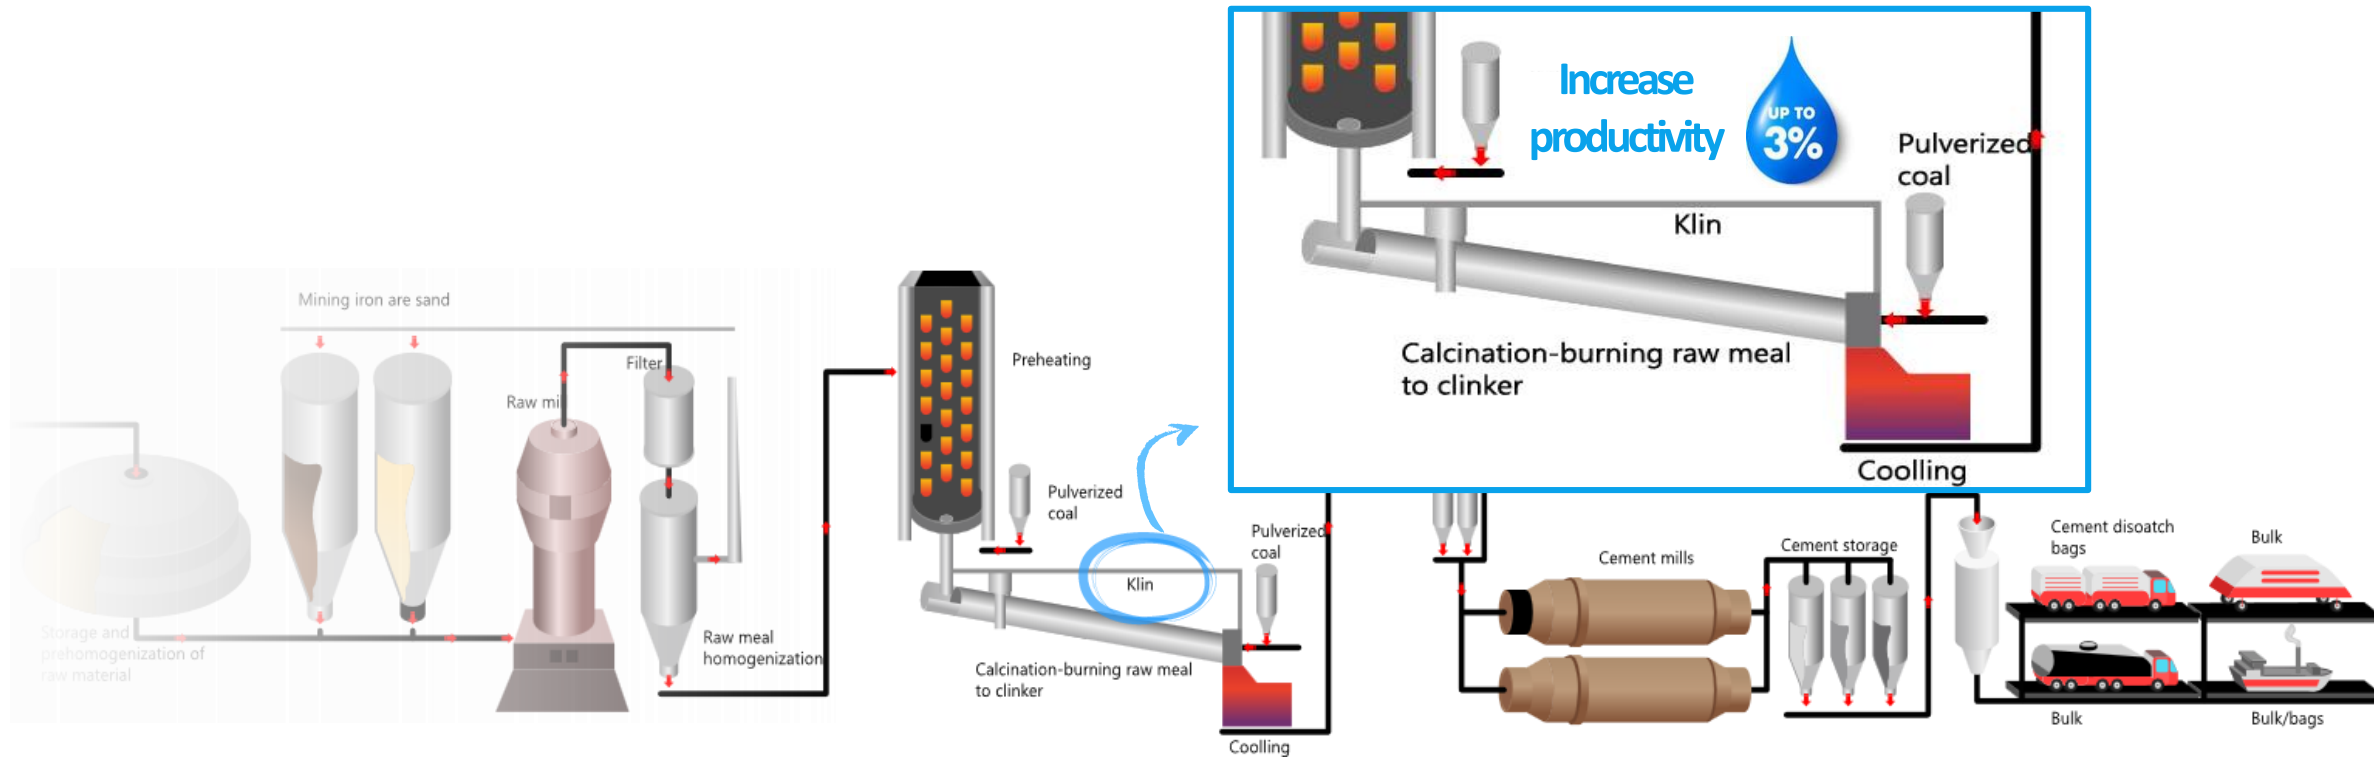 Mining iron are sand
Filter
Raw mill
Storage and
prehomogenization of
raw material
Raw meal
homogenization
Preheating
Pulverized
coal
Klin
Calcination-burning raw meal
to clinker
Pulverized
coal
Coolling
Increase
productivity
UP TO
3%
Pulverized
coal
Klin
Calcination-burning raw meal
to clinker
Coolling
Cement mills
Cement storage
Cement disoatch
bags
Bulk
Bulk
Bulk/bags